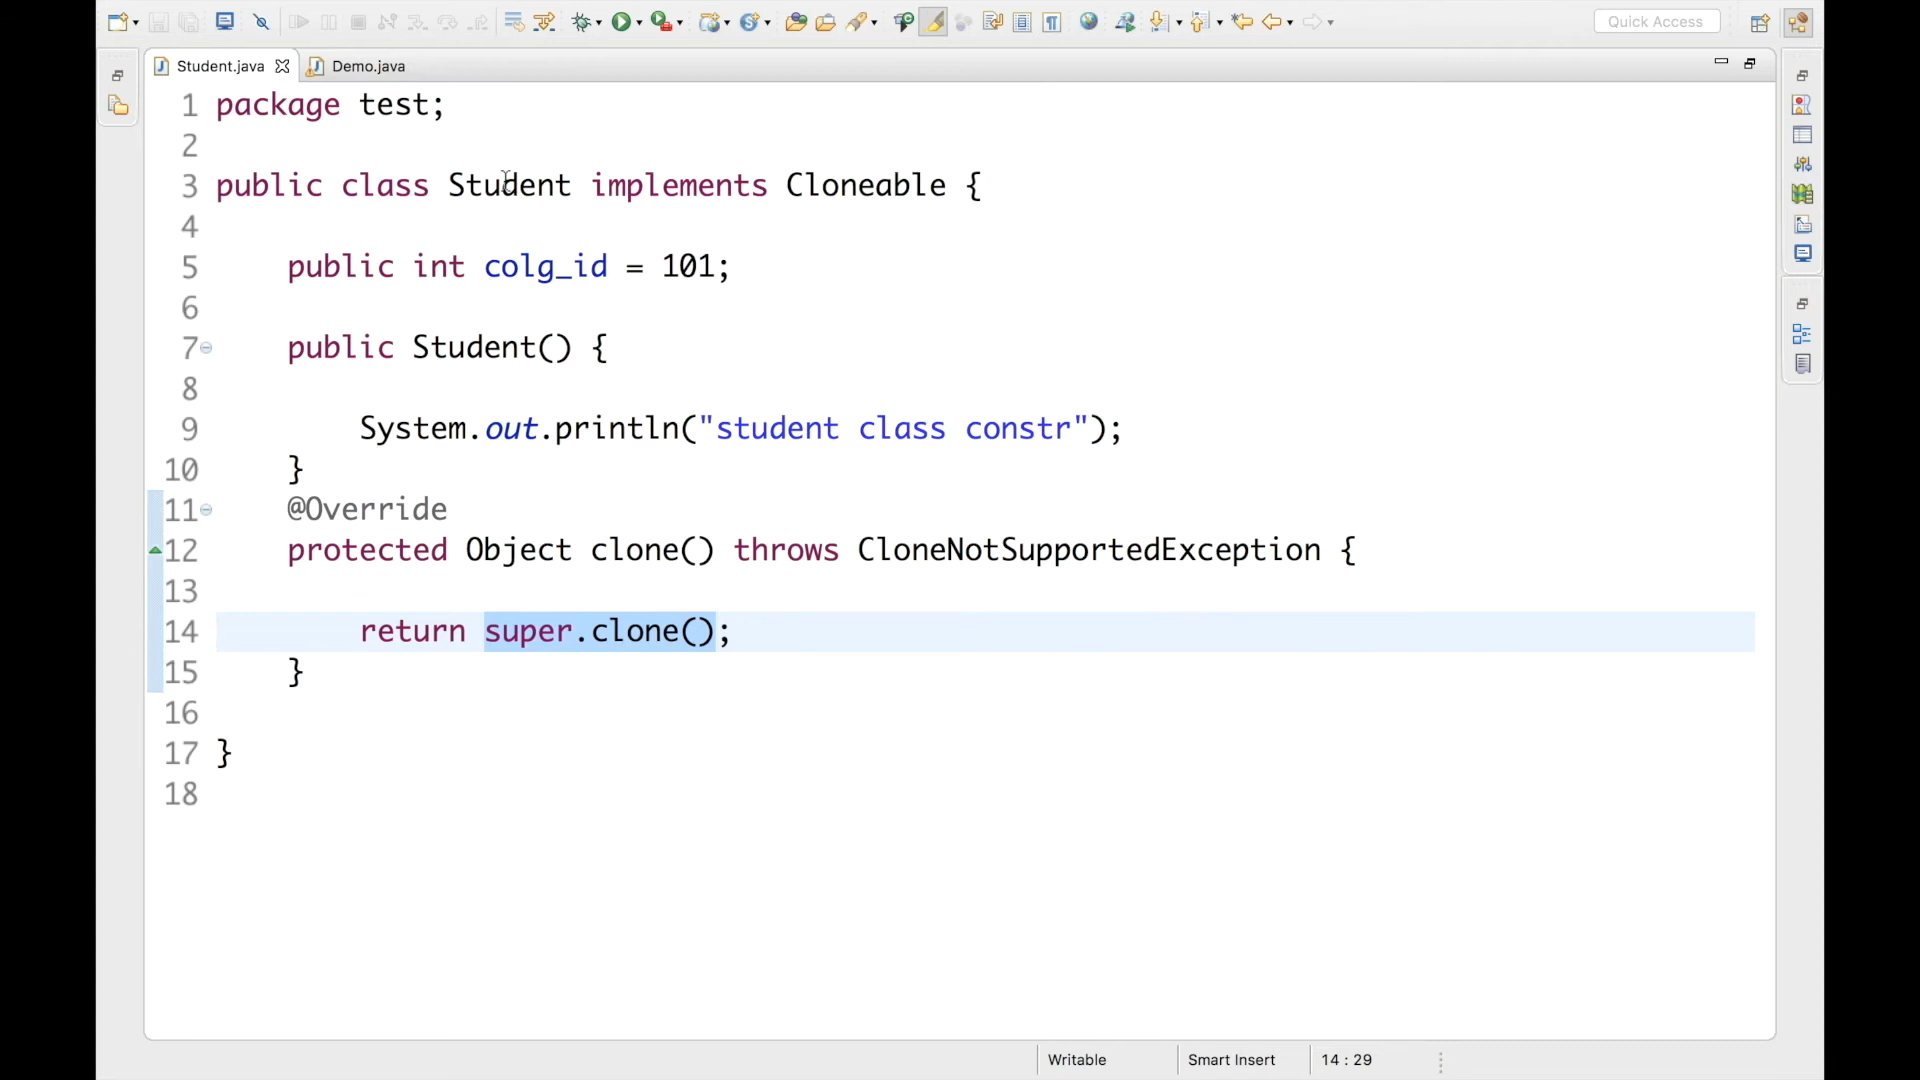 Quick Access
Student.java
Demo.java
1 package test;
2
3 public class Student implements Cloneable {
4
5 public int colg_id = 101;
6
7 public Student() {
8
9 System.out.println("student class constr");
10 }
11 @Override
12 protected Object clone() throws CloneNotSupportedException {
13
14 return super.clone();
15 }
16
17 }
18
Writable
Smart Insert
14 : 29